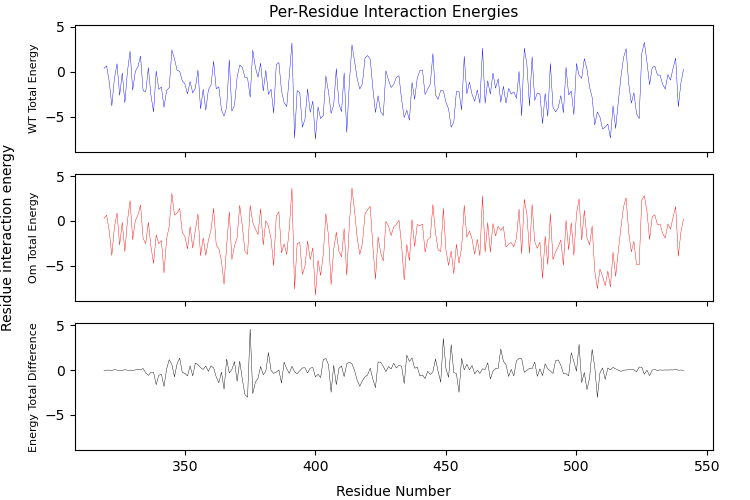 Per-Residue Interaction Energies
Residue interaction energy
WT Total Energy
5
0
−5
Om Total Energy
5
0
−5
Energy Total Difference
5
0
−5
350
400
450
500
550
Residue Number